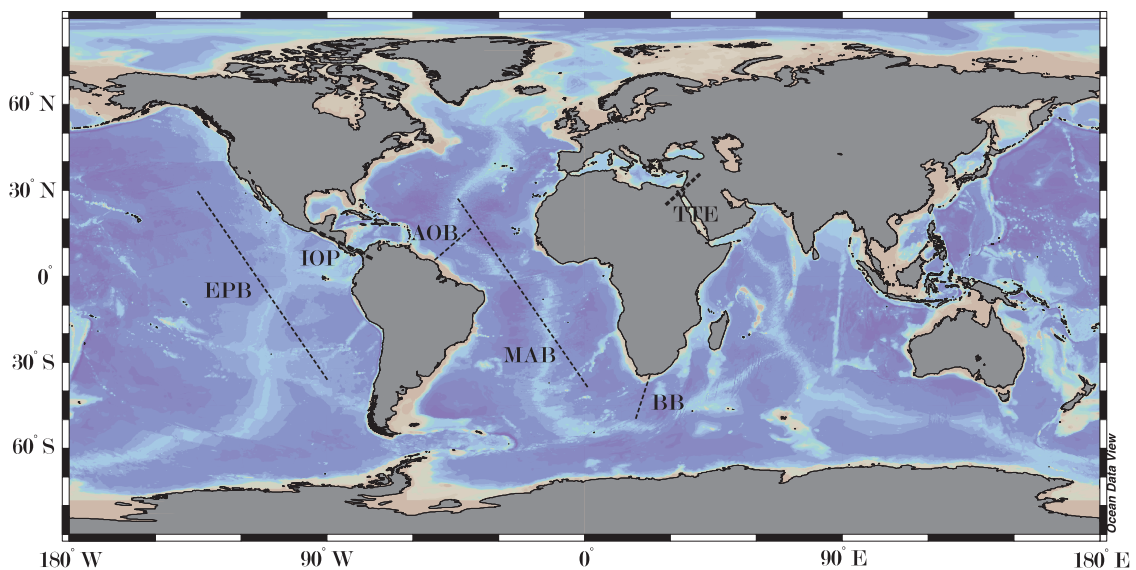 60° N
30° N
0°
30° S
60° S
TTE
AOB
IOP
EPB
MAB
BB
Ocean Data View
180° W
90° W
0°
90° E
180° E